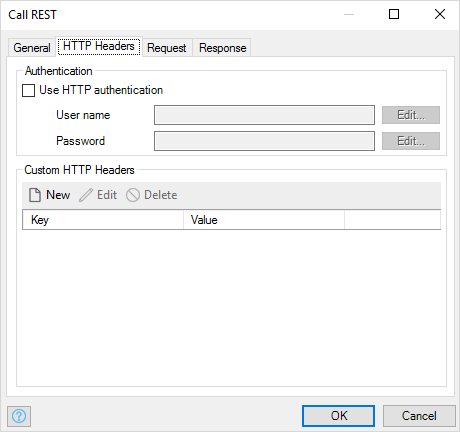 Call REST
General HTTP Headers Request Response
Authentication
Use HTTP authentication
User name Edit...
Password Edit...
Custom HTTP Headers
New Edit Delete
Key Value
? OK Cancel